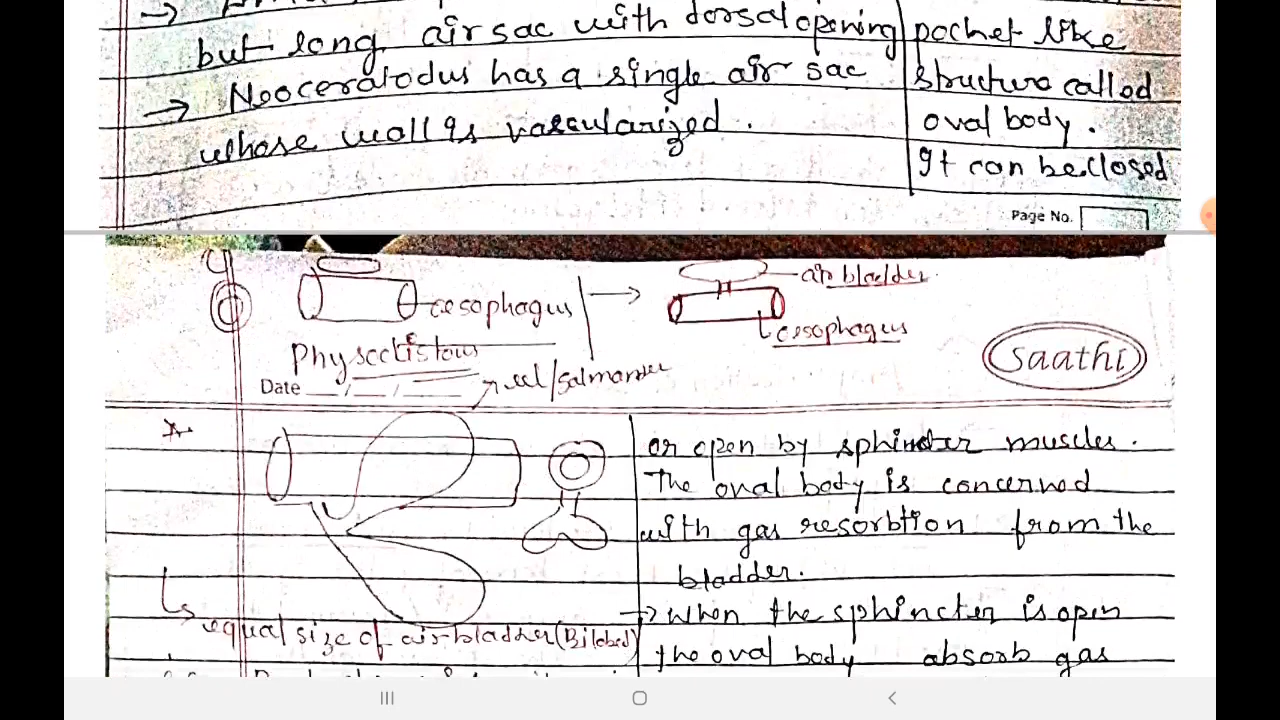 but long air sac with dorsal opening
→ Neoceratodus has a single air sac
whose wall is vascularized.
pocket like
structure called
oval body.
It can be closed
Page No.
oesophagus
→
air bladder
oesophagus
Physoclistous
Date
eel/salmander
saathi
equal size of air-bladder (Bilobed)
or open by sphincter muscles.
The oval body is concerned
with gas resorbtion from the
bladder.
→ When the sphincter is open
the oval body absorb gas